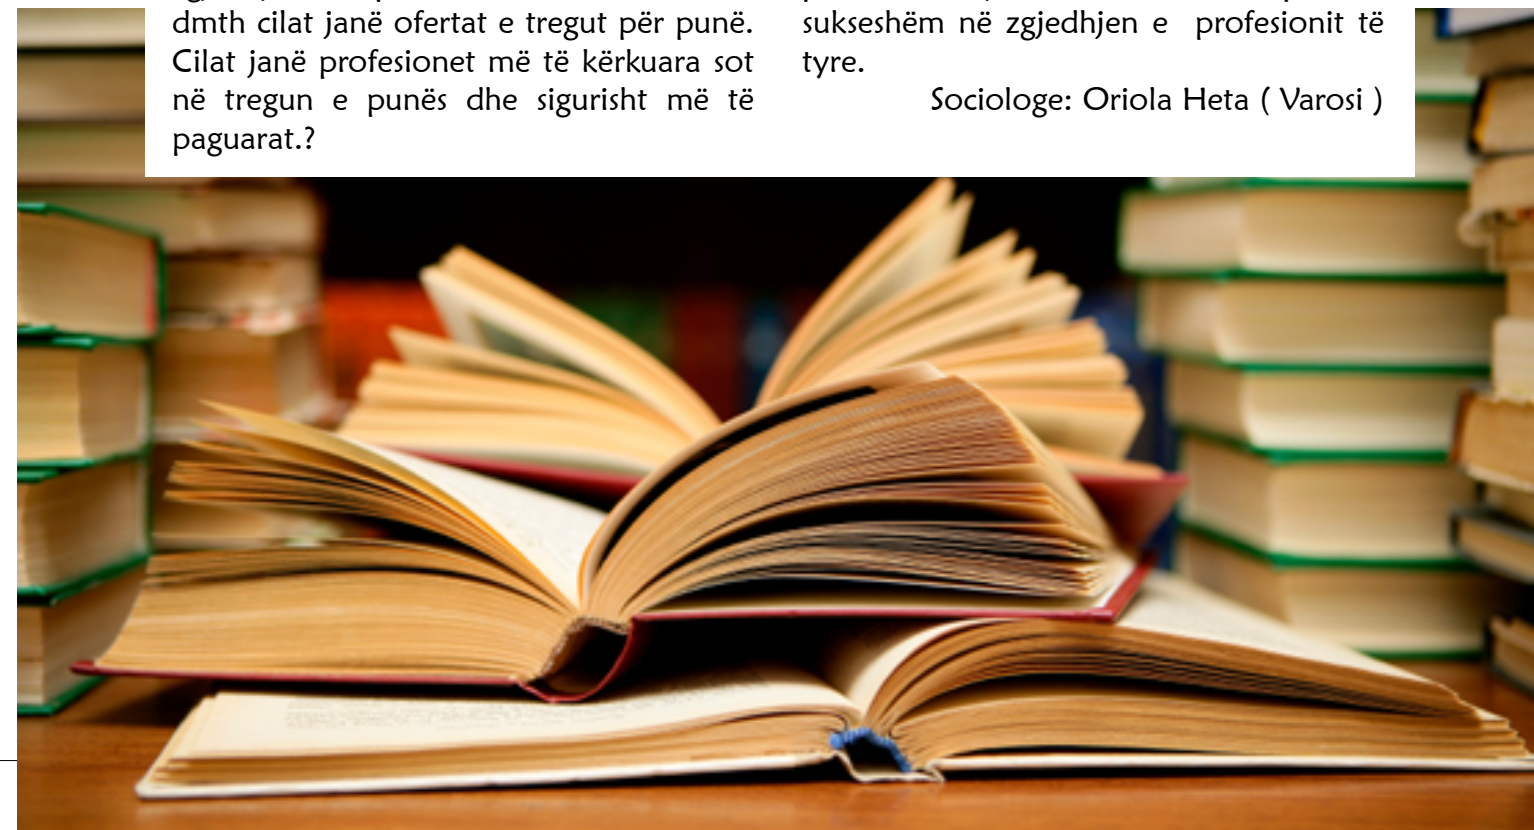 dmth cilat janë ofertat e tregut për punë.
Cilat janë profesionet më të kërkuara sot
në tregun e punës dhe sigurisht më të
paguarat.?
sukseshëm në zgjedhjen e profesionit të
tyre.
Sociologe: Oriola Heta ( Varosi )